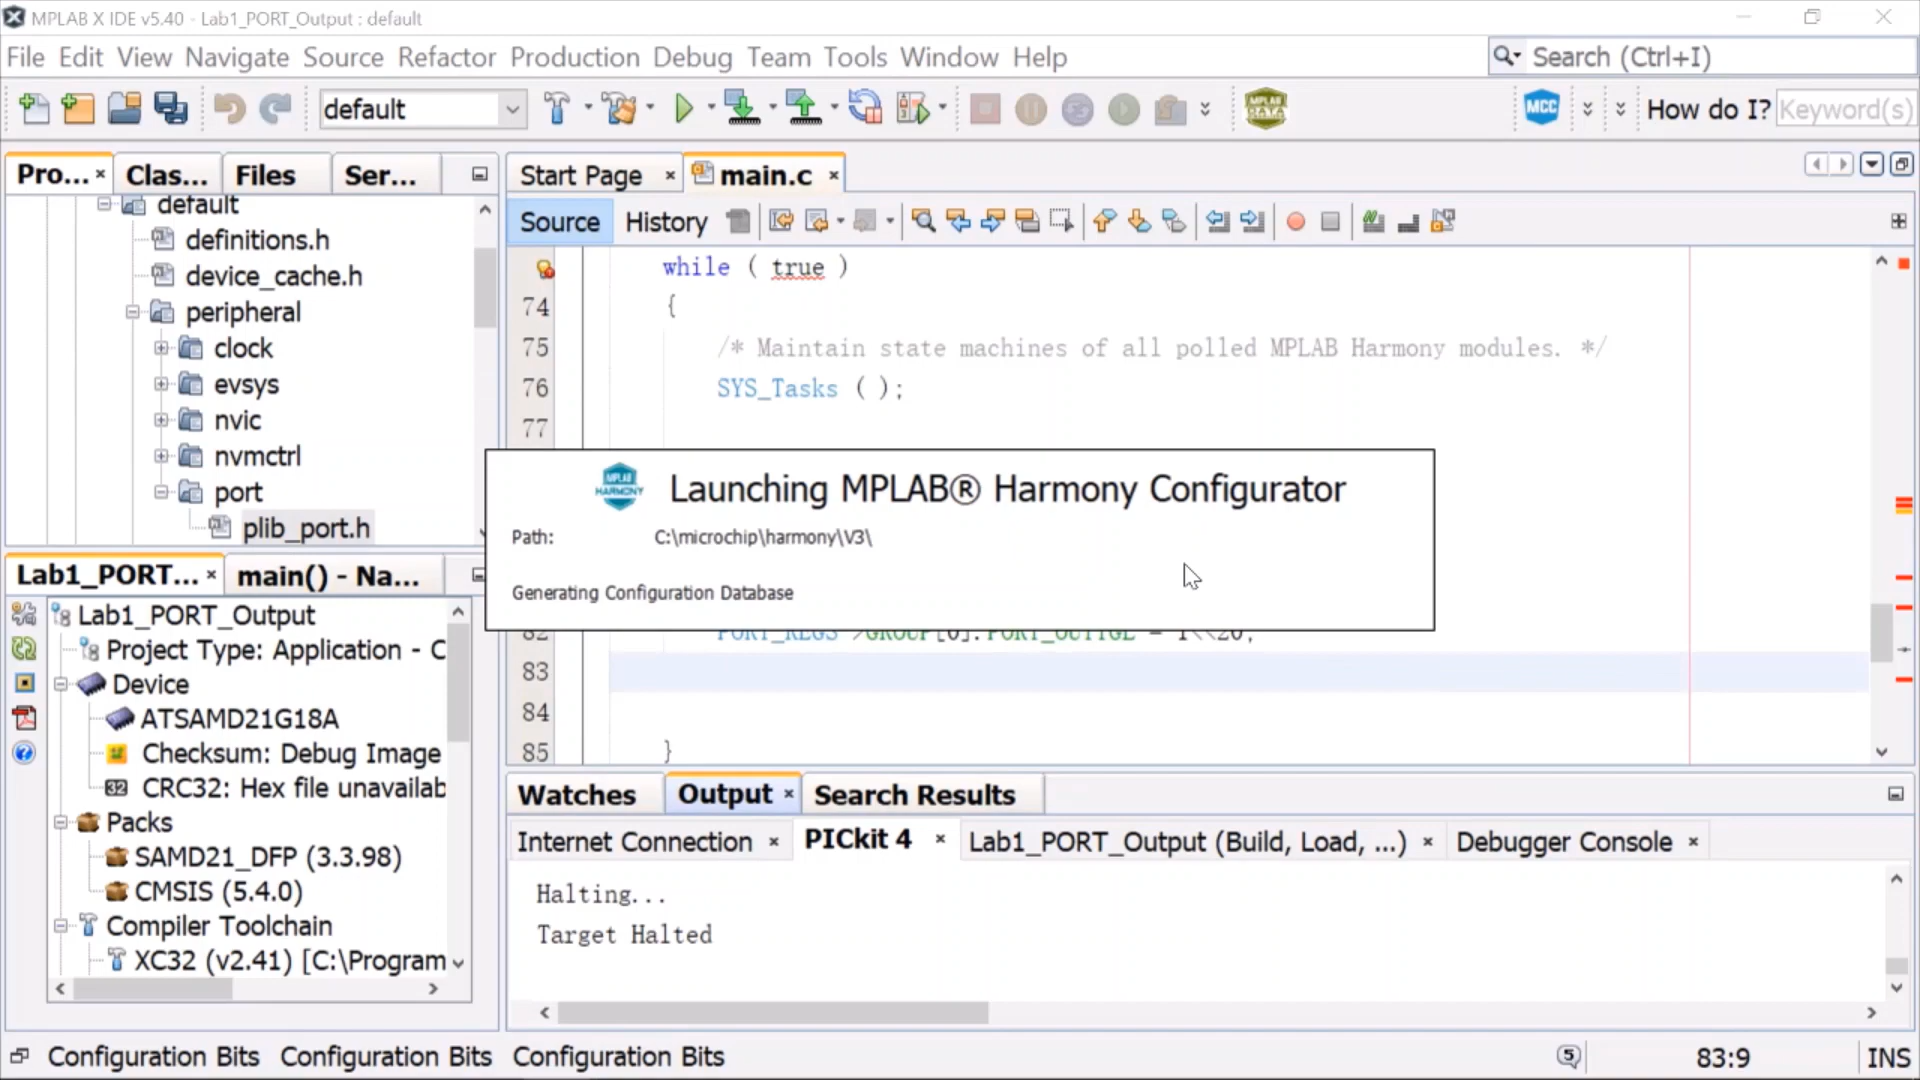 MPLAB X IDE v5.40 - Lab1_PORT_Output : default
File Edit View Navigate Source Refactor Production Debug Team Tools Window Help
Search (Ctrl+I)
default
MCC
How do I?
Keyword(s)
Pro...
Clas...
Files
Ser...
Start Page
main.c
default
definitions.h
device_cache.h
peripheral
clock
evsys
nvic
nvmctrl
port
plib_port.h
Source
History
while ( true )
74 {
75 /* Maintain state machines of all polled MPLAB Harmony modules. */
76 SYS_Tasks ( );
77
MPLAB HARMONY
Launching MPLAB® Harmony Configurator
Path: C:\microchip\harmony\V3\
Generating Configuration Database
82
83
84
85 }
Lab1_PORT...
main() - Na...
Lab1_PORT_Output
Project Type: Application - C
Device
ATSAMD21G18A
Checksum: Debug Image
CRC32: Hex file unavailab
Packs
SAMD21_DFP (3.3.98)
CMSIS (5.4.0)
Compiler Toolchain
XC32 (v2.41) [C:\Program
Watches
Output
Search Results
Internet Connection
PICkit 4
Lab1_PORT_Output (Build, Load, ...)
Debugger Console
Halting...
Target Halted
Configuration Bits Configuration Bits Configuration Bits
5
83:9
INS